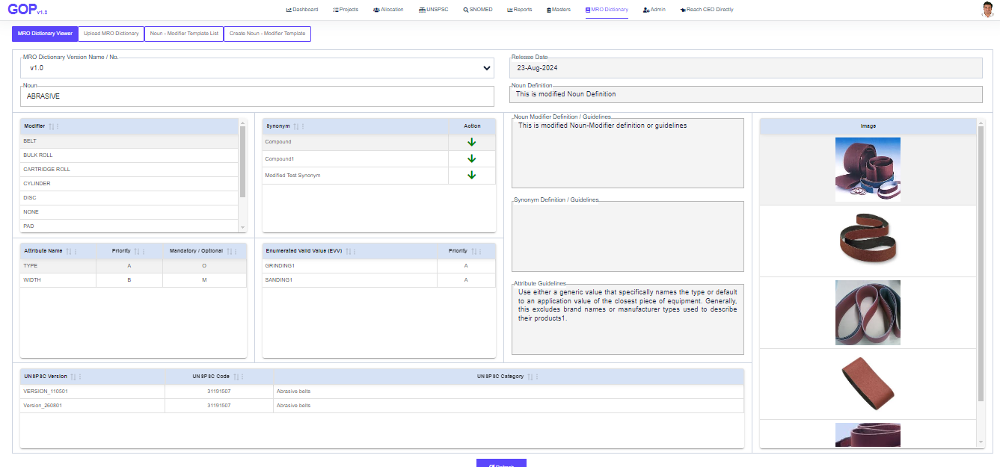 GOP v1.3
Dashboard Projects Allocation UNSPSC SNOMED Reports Masters MRO Dictionary Admin Reach CEO Directly
MRO Dictionary Viewer Upload MRO Dictionary Noun - Modifier Template List Create Noun - Modifier Template
MRO Dictionary Version Name / No.
v1.0
Release Date
23-Aug-2024
Noun
ABRASIVE
Noun Definition
This is modified Noun Definition
Modifier
BELT
BULK ROLL
CARTRIDGE ROLL
CYLINDER
DISC
NONE
PAD
Synonym Action
Compound
Compound1
Modified Test Synonym
Noun Modifier Definition / Guidelines
This is modified Noun-Modifier definition or guidelines
Synonym Definition / Guidelines
Image
Attribute Name Priority Mandatory / Optional
TYPE A O
WIDTH B M
Enumerated Valid Value (EVV) Priority
GRINDING1 A
SANDING1 A
Attribute Guidelines
Use either a generic value that specifically names the type or default
to an application value of the closest piece of equipment. Generally,
this excludes brand names or manufacturer types used to describe
their products1.
UNSPSC Version UNSPSC Code UNSPSC Category
VERSION_110501 31191507 Abrasive belts
Version_260801 31191507 Abrasive belts
Refresh